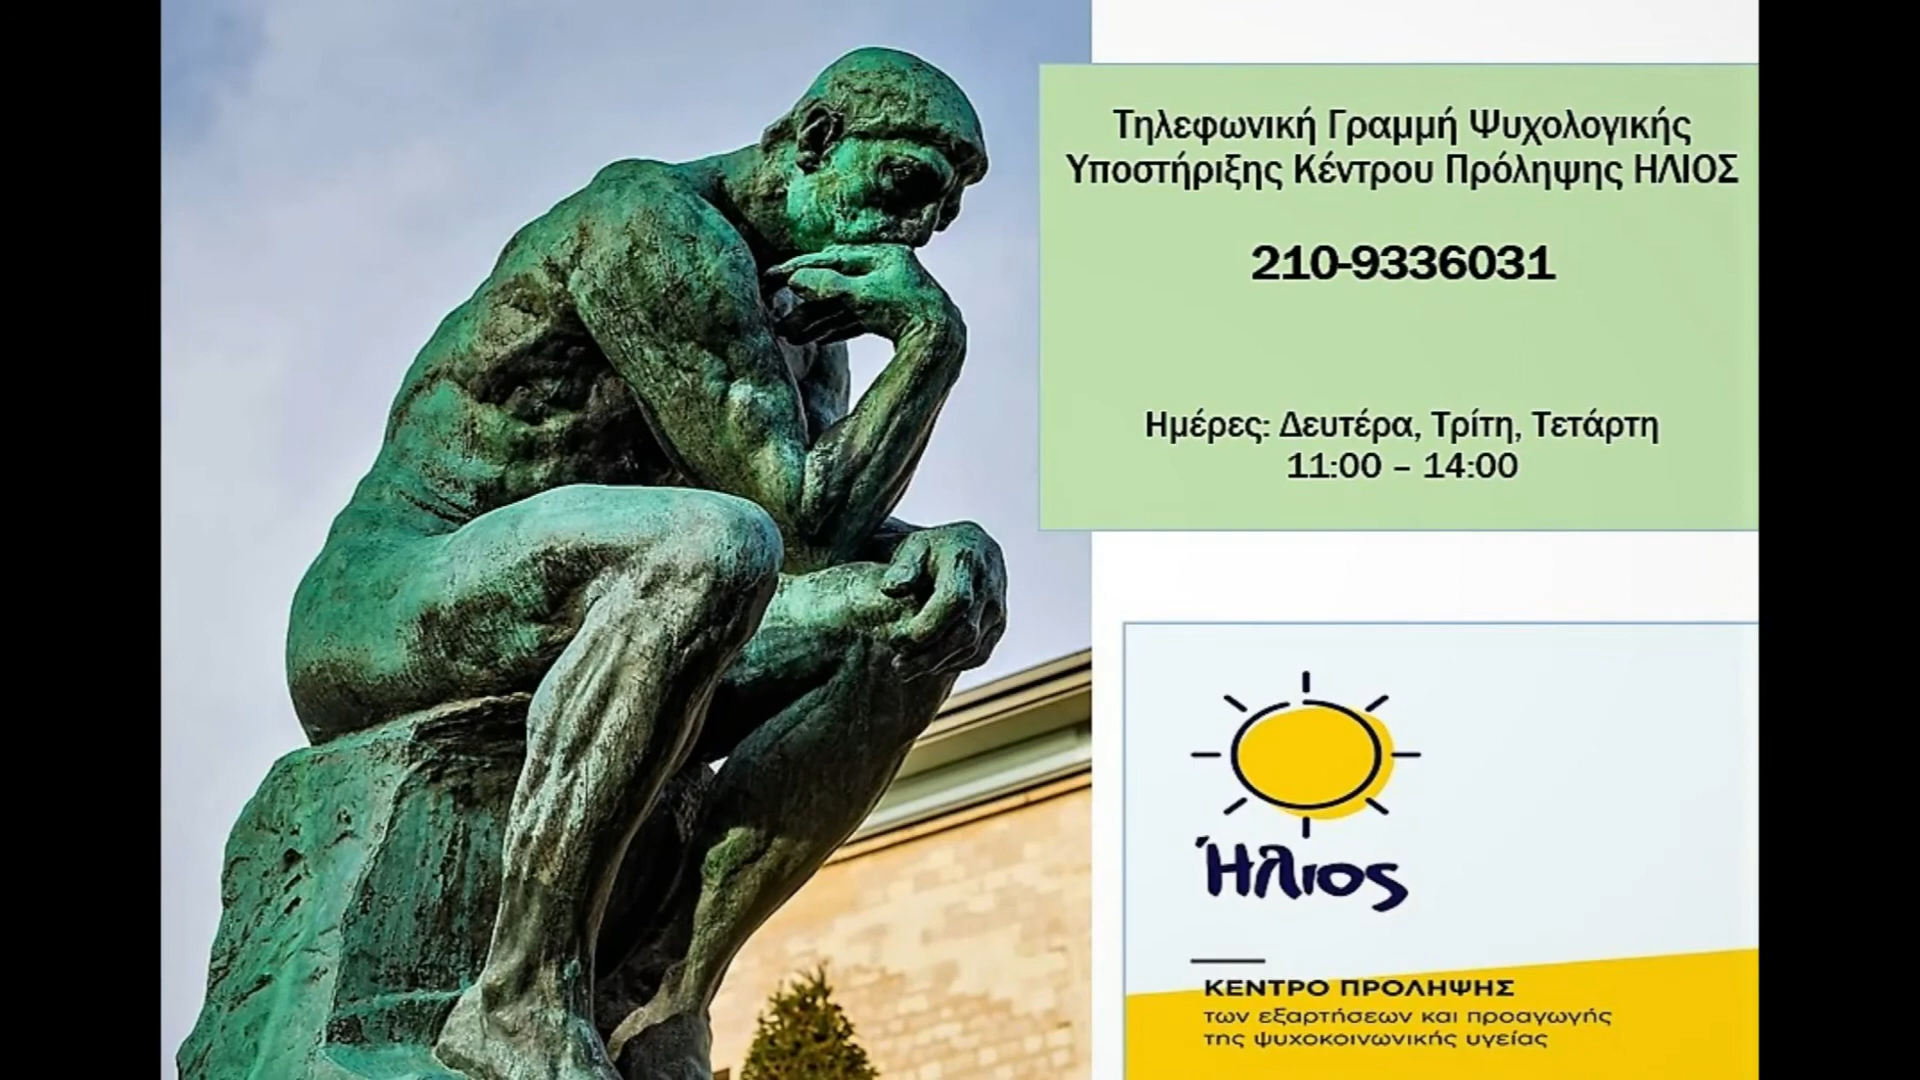 Τηλεφωνική Γραμμή Ψυχολογικής
Υποστήριξης Κέντρου Πρόληψης ΗΛΙΟΣ
210-9336031
Ημέρες: Δευτέρα, Τρίτη, Τετάρτη
11:00 – 14:00
Ήλιος
ΚΕΝΤΡΟ ΠΡΟΛΗΨΗΣ
των εξαρτήσεων και προαγωγής
της ψυχοκοινωνικής υγείας